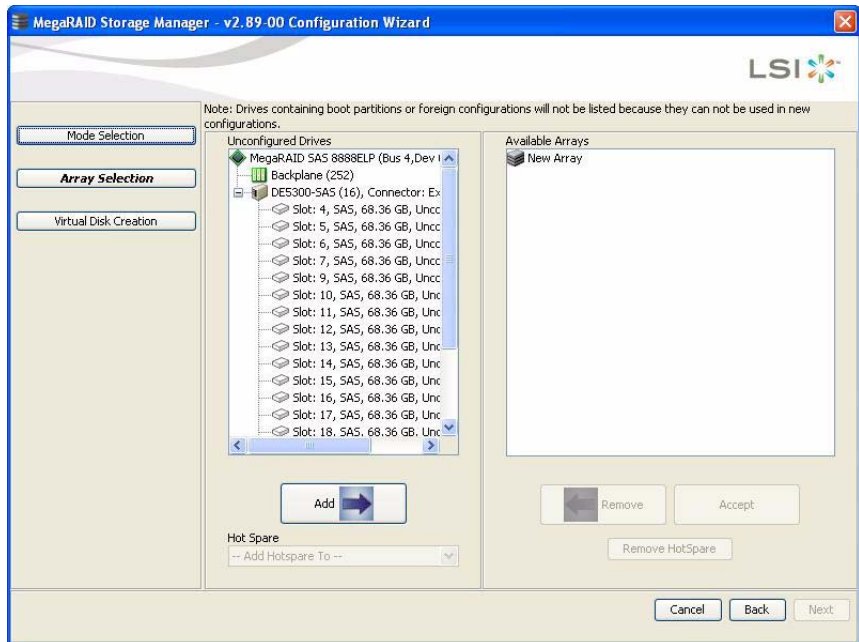 MegaRAID Storage Manager - v2.89-00 Configuration Wizard
LSI
Note: Drives containing boot partitions or foreign configurations will not be listed because they can not be used in new
configurations.
Mode Selection
Array Selection
Virtual Disk Creation
Unconfigured Drives
MegaRAID SAS 8888ELP (Bus 4,Dev
Backplane (252)
DE5300-SAS (16), Connector: Ex
Slot: 4, SAS, 68.36 GB, Uncc
Slot: 5, SAS, 68.36 GB, Uncc
Slot: 6, SAS, 68.36 GB, Uncc
Slot: 7, SAS, 68.36 GB, Uncc
Slot: 9, SAS, 68.36 GB, Uncc
Slot: 10, SAS, 68.36 GB, Unc
Slot: 11, SAS, 68.36 GB, Unc
Slot: 12, SAS, 68.36 GB, Unc
Slot: 13, SAS, 68.36 GB, Unc
Slot: 14, SAS, 68.36 GB, Unc
Slot: 15, SAS, 68.36 GB, Unc
Slot: 16, SAS, 68.36 GB, Unc
Slot: 17, SAS, 68.36 GB, Unc
Slot: 18, SAS, 68.36 GB, Unc
Add
Hot Spare
-- Add Hotspare To --
Available Arrays
New Array
Remove
Accept
Remove HotSpare
Cancel
Back
Next